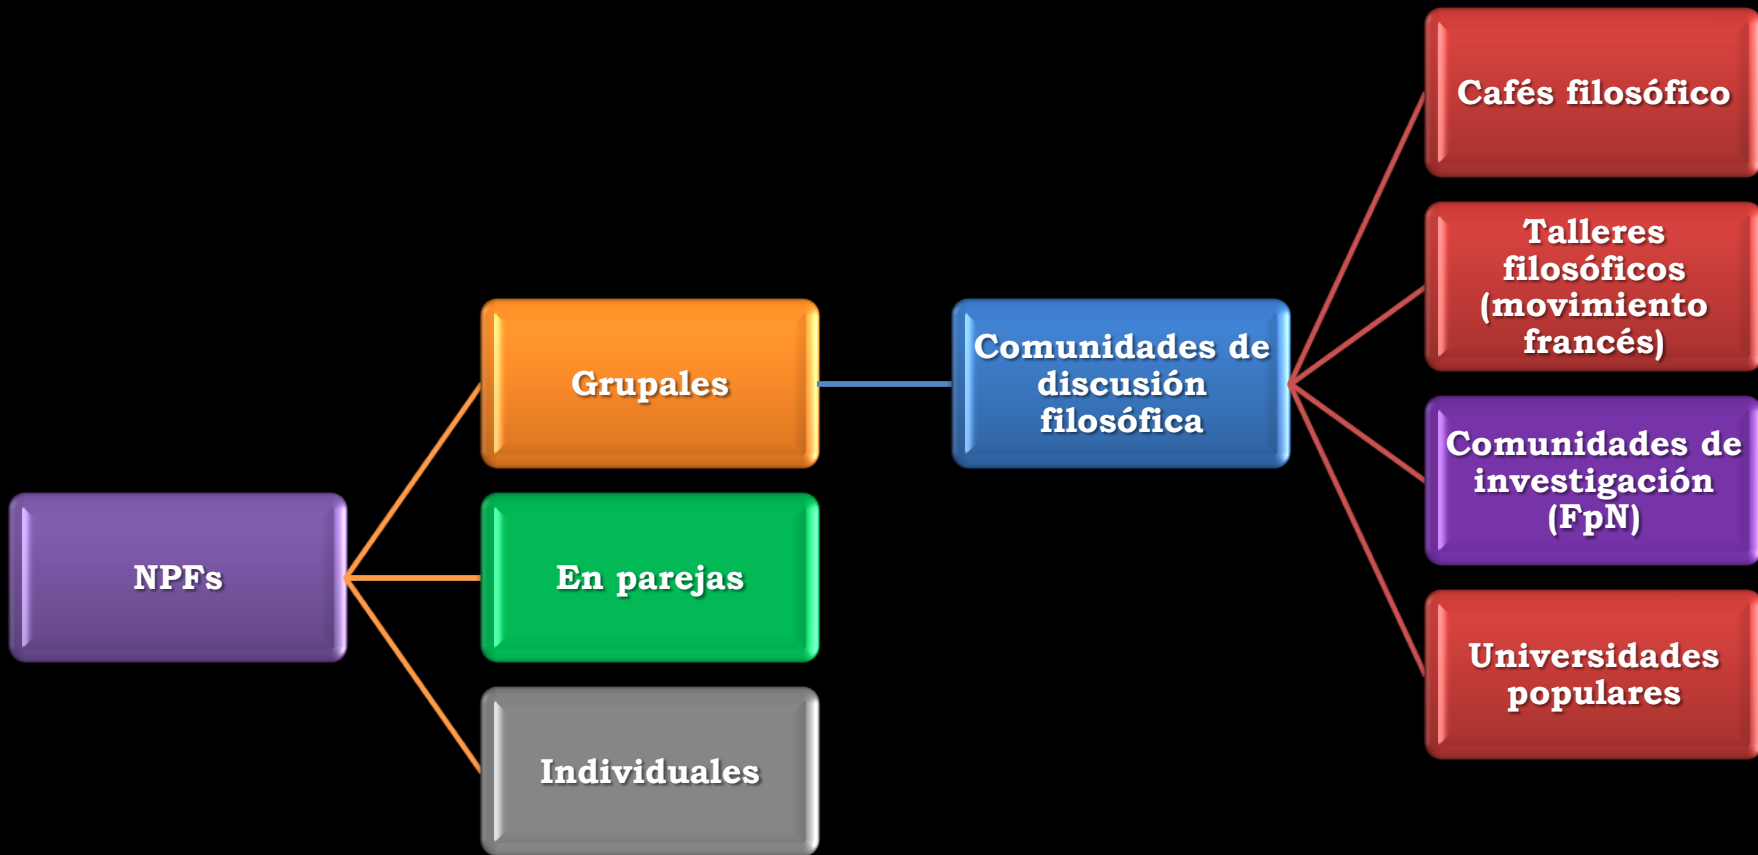 NPFs
Grupales
En parejas
Individuales
Comunidades de
discusión
filosófica
Cafés filosófico
Talleres
filosóficos
(movimiento
francés)
Comunidades de
investigación
(FpN)
Universidades
populares